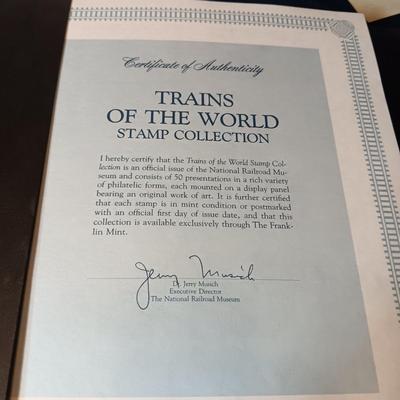 Certificate of Authenticity
TRAINS
OF THE WORLD
STAMP COLLECTION
I hereby certify that the Trains of the World Stamp Col-
lection is an official issue of the National Railroad Mu-
seum and consists of 50 presentations in a rich variety
of philatelic forms, each mounted on a display panel
bearing an original work of art. It is further certified
that each stamp is in mint condition or postmarked
with an official first day of issue date, and that this
collection is available exclusively through The Frank-
lin Mint.
Jerry Musich
Dr. Jerry Musich
Executive Director
The National Railroad Museum